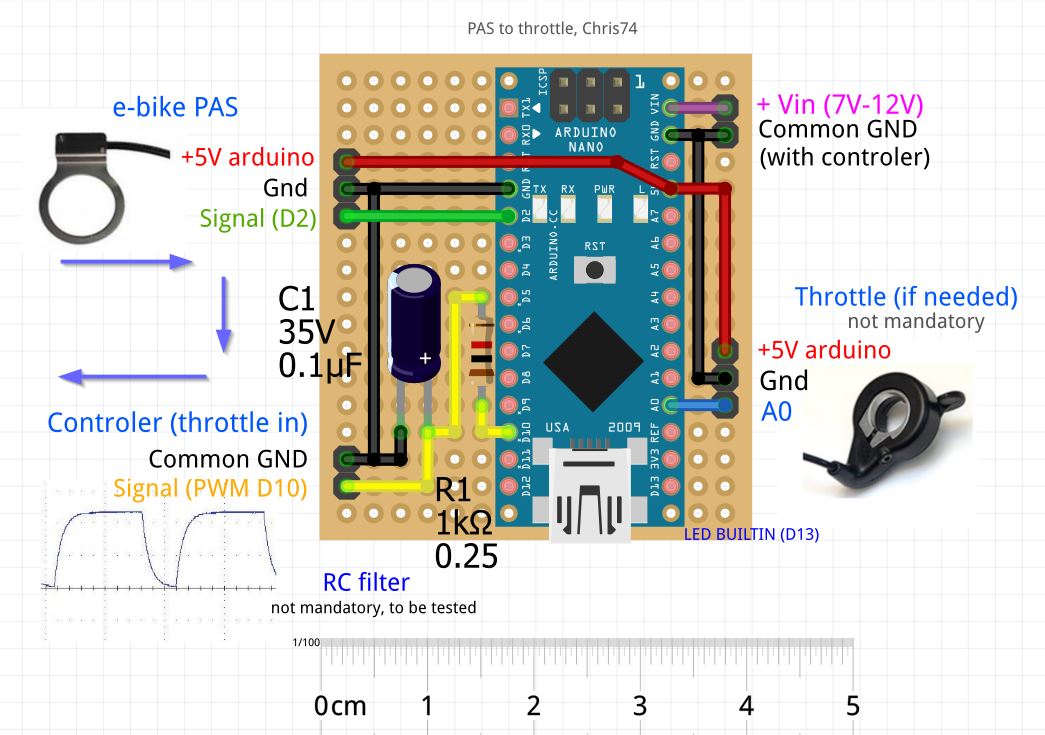 PAS to throttle, Chris74
e-bike PAS
+5V arduino
Gnd
Signal (D2)
C1
35V
0.1µF
Controler (throttle in)
Common GND
Signal (PWM D10)
R1
1kΩ
0.25
RC filter
not mandatory, to be tested
ICSP
1
ARDUINO
NANO
TX1
RX0
RST
GND
D2
D3
D4
D5
D6
D7
D8
D9
D10
D11
D12
TX
RX
PWR
L
ARDUINO.CC
RST
USA
2009
VIN
GND
RST
5V
A7
A6
A5
A4
A3
A2
A1
A0
REF
3V3
D13
+ Vin (7V-12V)
Common GND
(with controler)
Throttle (if needed)
not mandatory
+5V arduino
Gnd
A0
LED BUILTIN (D13)
1/100
0cm 1 2 3 4 5
+